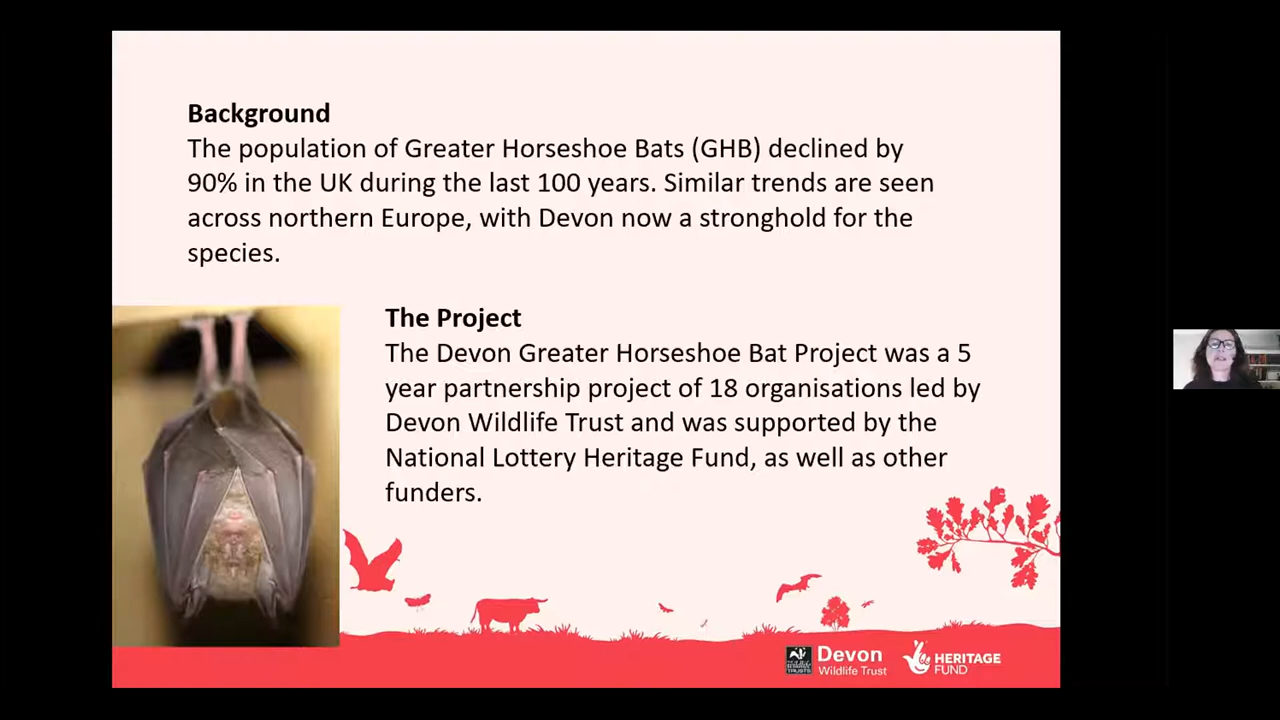 Background
The population of Greater Horseshoe Bats (GHB) declined by
90% in the UK during the last 100 years. Similar trends are seen
across northern Europe, with Devon now a stronghold for the
species.
The Project
The Devon Greater Horseshoe Bat Project was a 5
year partnership project of 18 organisations led by
Devon Wildlife Trust and was supported by the
National Lottery Heritage Fund, as well as other
funders.
Devon
Wildlife Trust
HERITAGE
FUND